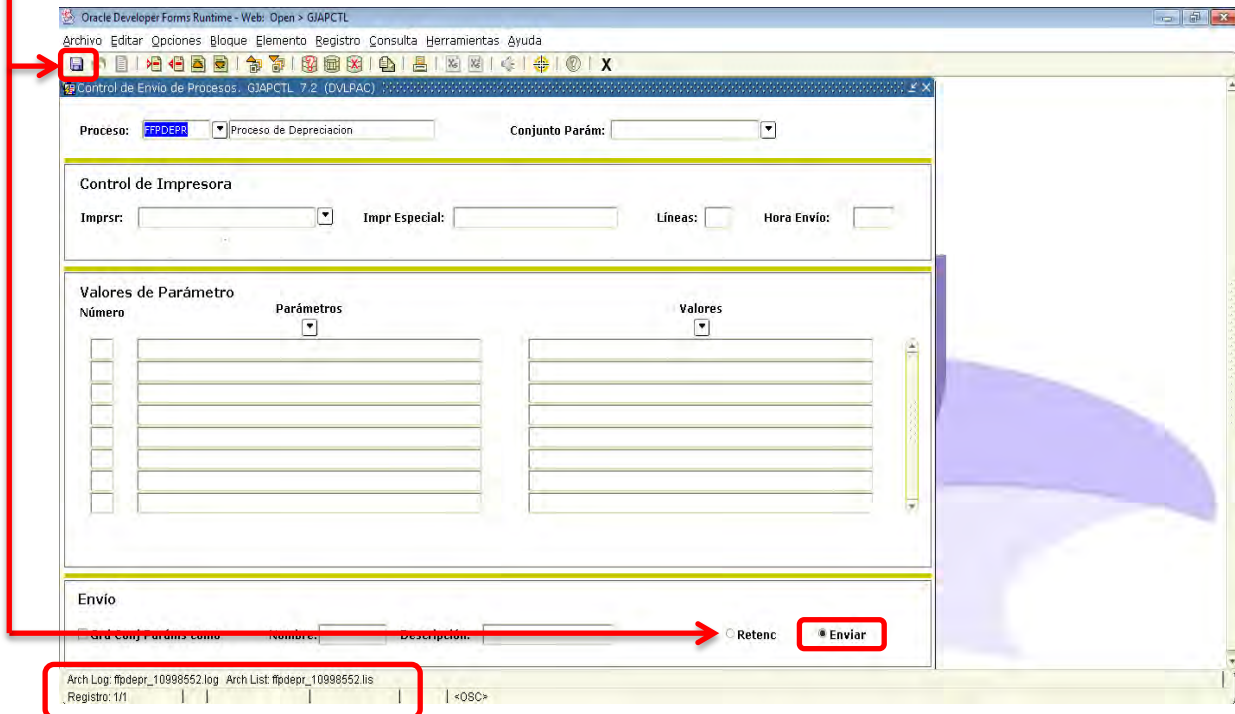 Oracle Developer Forms Runtime - Web: Open > GJAPCTL
Archivo Editar Opciones Bloque Elemento Registro Consulta Herramientas Ayuda
X
Control de Envio de Procesos. GJAPCTL 7.2 (DVLPAC)
Proceso: FFPDEPR Proceso de Depreciacion Conjunto Parám:
Control de Impresora
Imprsr: Impr Especial: Líneas: Hora Envío:
Valores de Parámetro
Número Parámetros Valores
Envío
Grd Conj Paráms como Nombre: Descripción: Retenc Enviar
Arch Log: ffpdepr_10998552.log Arch List: ffpdepr_10998552.lis
Registro: 1/1 <OSC>